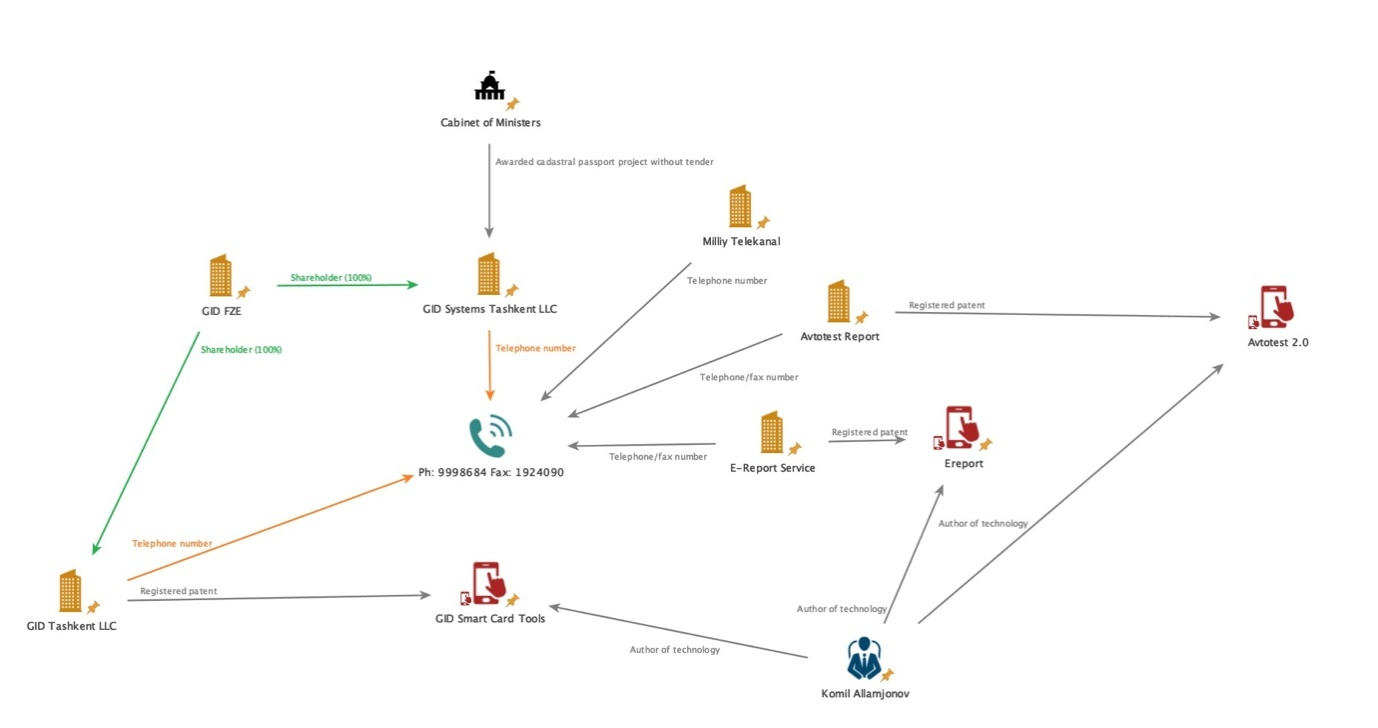 Cabinet of Ministers
Awarded cadastral passport project without tender
Milliy Telekanal
Shareholder (100%)
Telephone number
GID FZE
GID Systems Tashkent LLC
Registered patent
Avtotest Report
Avtotest 2.0
Shareholder (100%)
Telephone number
Telephone/fax number
Registered patent
Telephone/fax number
Ereport
E-Report Service
Ph: 9998684 Fax: 1924090
Author of technology
Telephone number
Registered patent
Author of technology
GID Smart Card Tools
GID Tashkent LLC
Author of technology
Komil Allamjonov